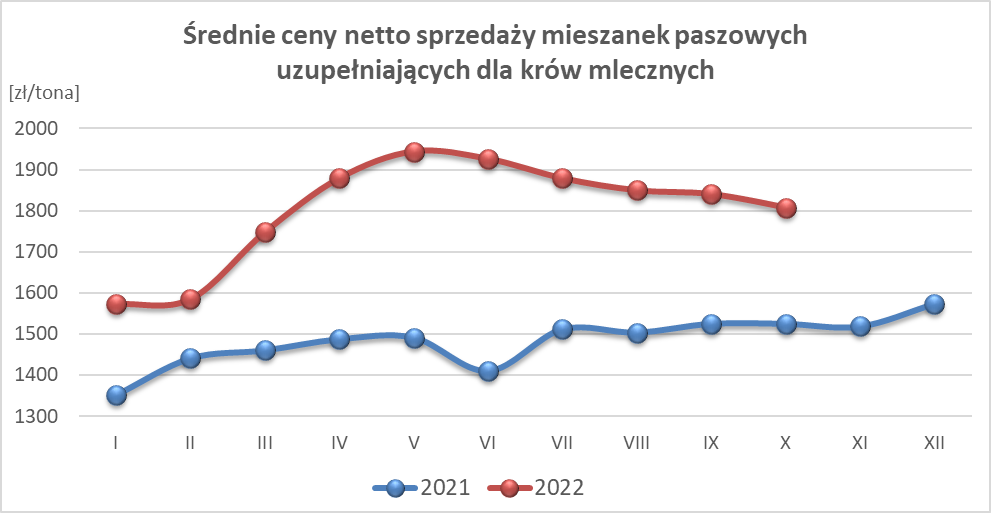 Średnie ceny netto sprzedaży mieszanek paszowych
uzupełniających dla krów mlecznych
[zł/tona]
2000
1900
1800
1700
1600
1500
1400
1300
I II III IV V VI VII VIII IX X XI XII
2021 2022